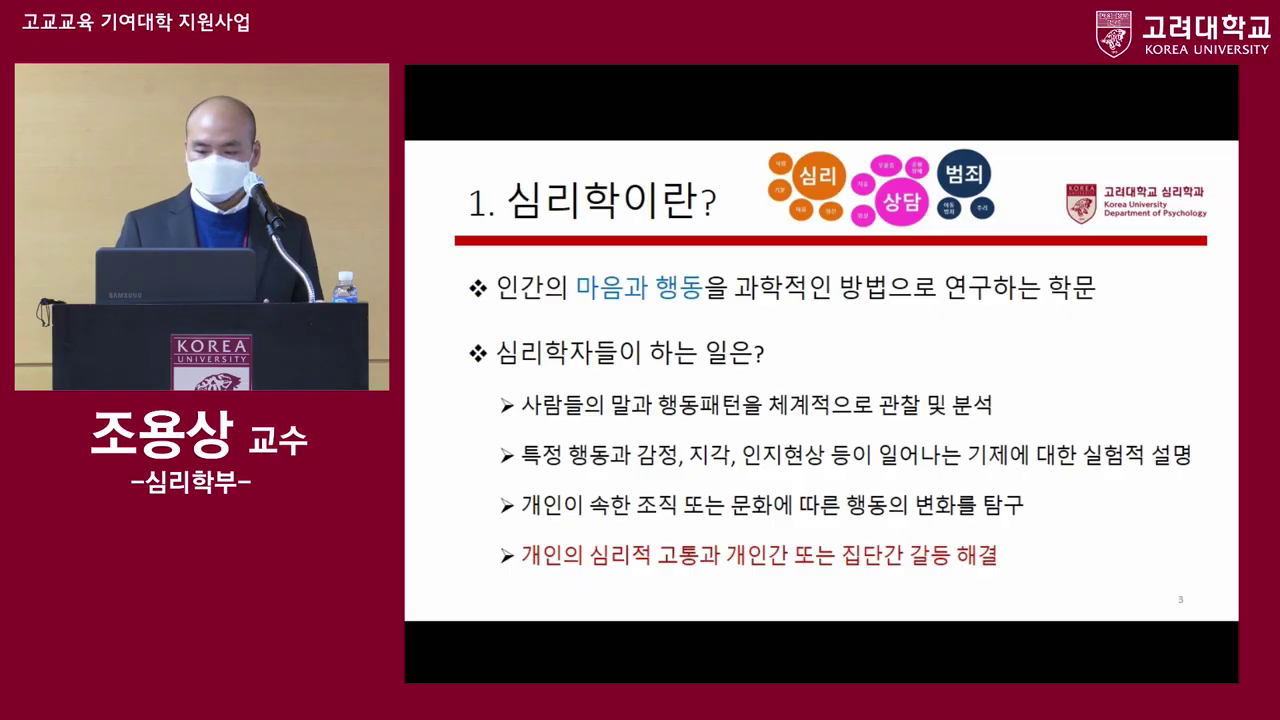 고교교육 기여대학 지원사업
고려대학교
KOREA UNIVERSITY
SAMSUNG
KOREA
UNIVERSITY
조용상 교수
-심리학부-
1. 심리학이란?
심리
상담
범죄
KOREA
고려대학교 심리학과
Korea University
Department of Psychology
❖ 인간의 마음과 행동을 과학적인 방법으로 연구하는 학문
❖ 심리학자들이 하는 일은?
➢ 사람들의 말과 행동패턴을 체계적으로 관찰 및 분석
➢ 특정 행동과 감정, 지각, 인지현상 등이 일어나는 기제에 대한 실험적 설명
➢ 개인이 속한 조직 또는 문화에 따른 행동의 변화를 탐구
➢ 개인의 심리적 고통과 개인간 또는 집단간 갈등 해결
3